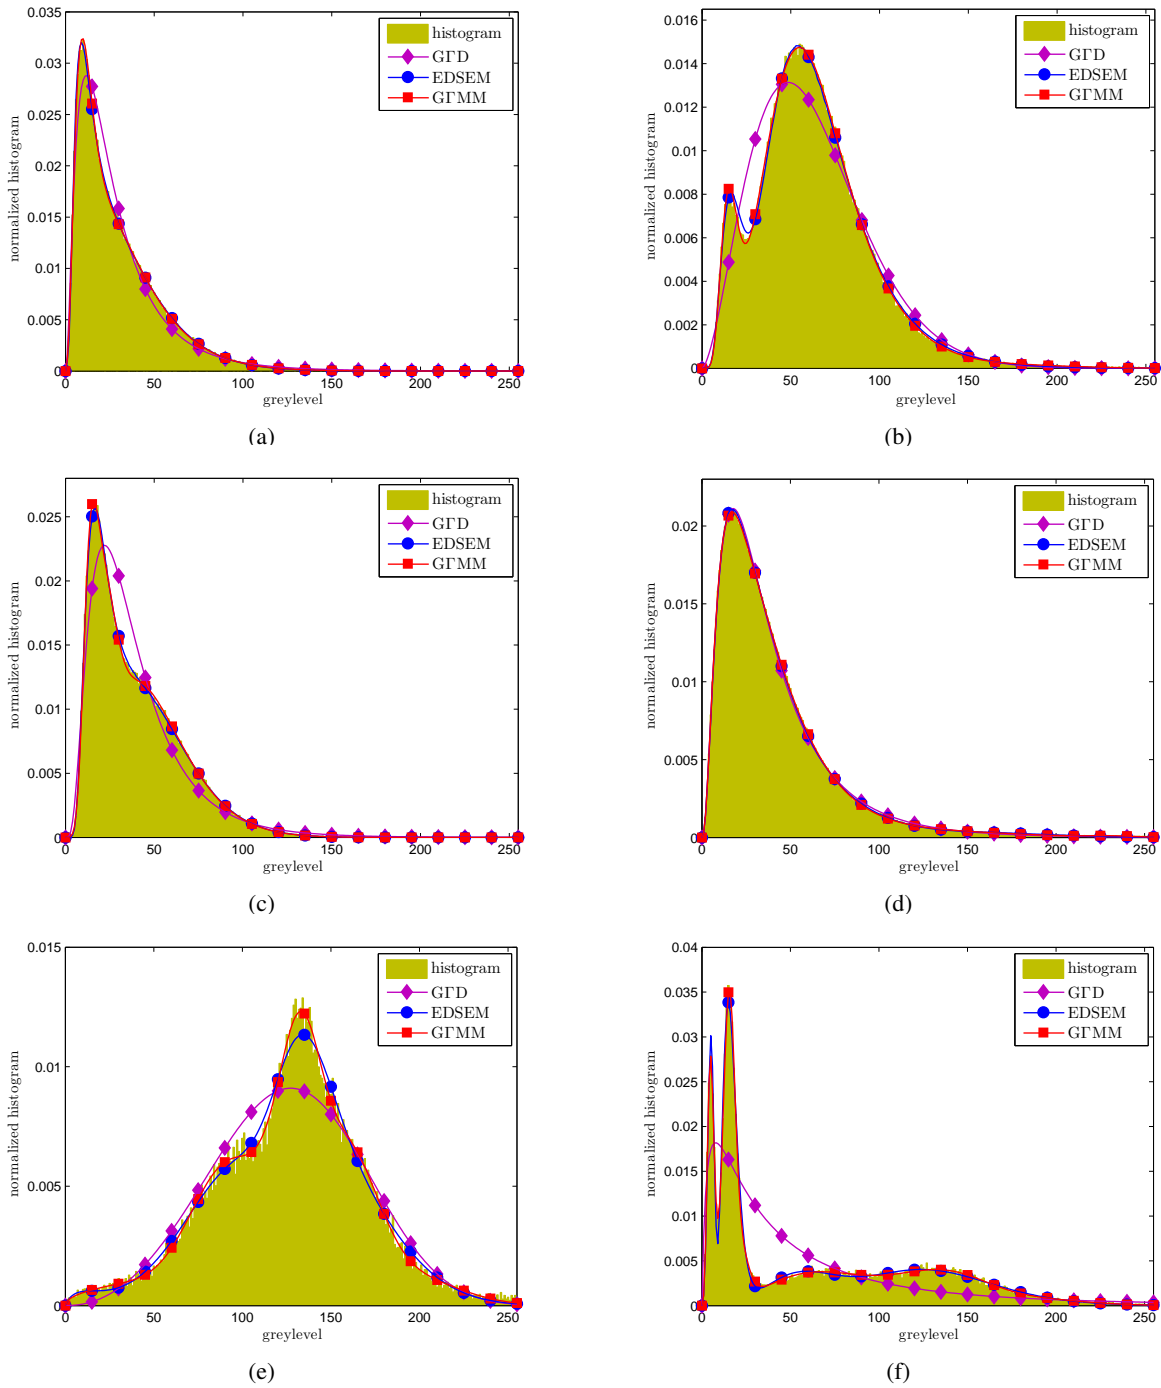 0.035
0.03
0.025
0.02
0.015
0.01
0.005
0
0 50 100 150 200 250
normalized histogram
greylevel
histogram
GΓD
EDSEM
GΓMM
(a)
0.016
0.014
0.012
0.01
0.008
0.006
0.004
0.002
0
0 50 100 150 200 250
normalized histogram
greylevel
histogram
GΓD
EDSEM
GΓMM
(b)
0.025
0.02
0.015
0.01
0.005
0
0 50 100 150 200 250
normalized histogram
greylevel
histogram
GΓD
EDSEM
GΓMM
(c)
0.02
0.015
0.01
0.005
0
0 50 100 150 200 250
normalized histogram
greylevel
histogram
GΓD
EDSEM
GΓMM
(d)
0.015
0.01
0.005
0
0 50 100 150 200 250
normalized histogram
greylevel
histogram
GΓD
EDSEM
GΓMM
(e)
0.04
0.035
0.03
0.025
0.02
0.015
0.01
0.005
0
0 50 100 150 200 250
normalized histogram
greylevel
histogram
GΓD
EDSEM
GΓMM
(f)